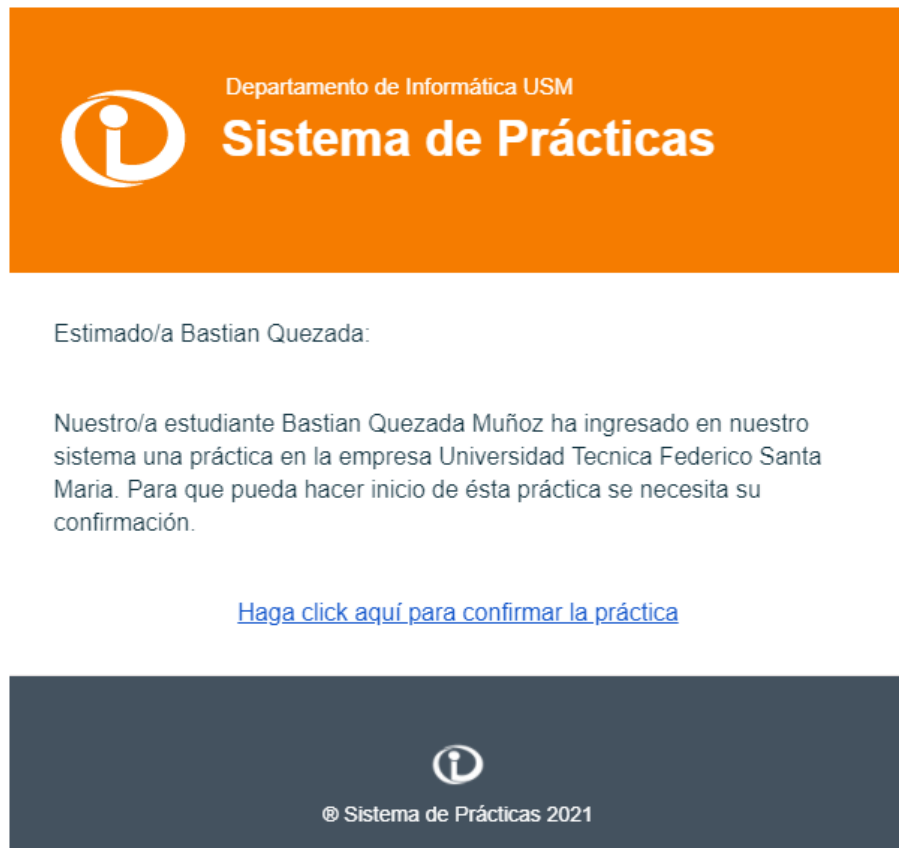 Departamento de Informática USM
Sistema de Prácticas
Estimado/a Bastian Quezada:
Nuestro/a estudiante Bastian Quezada Muñoz ha ingresado en nuestro
sistema una práctica en la empresa Universidad Tecnica Federico Santa
Maria. Para que pueda hacer inicio de ésta práctica se necesita su
confirmación.
Haga click aquí para confirmar la práctica
® Sistema de Prácticas 2021